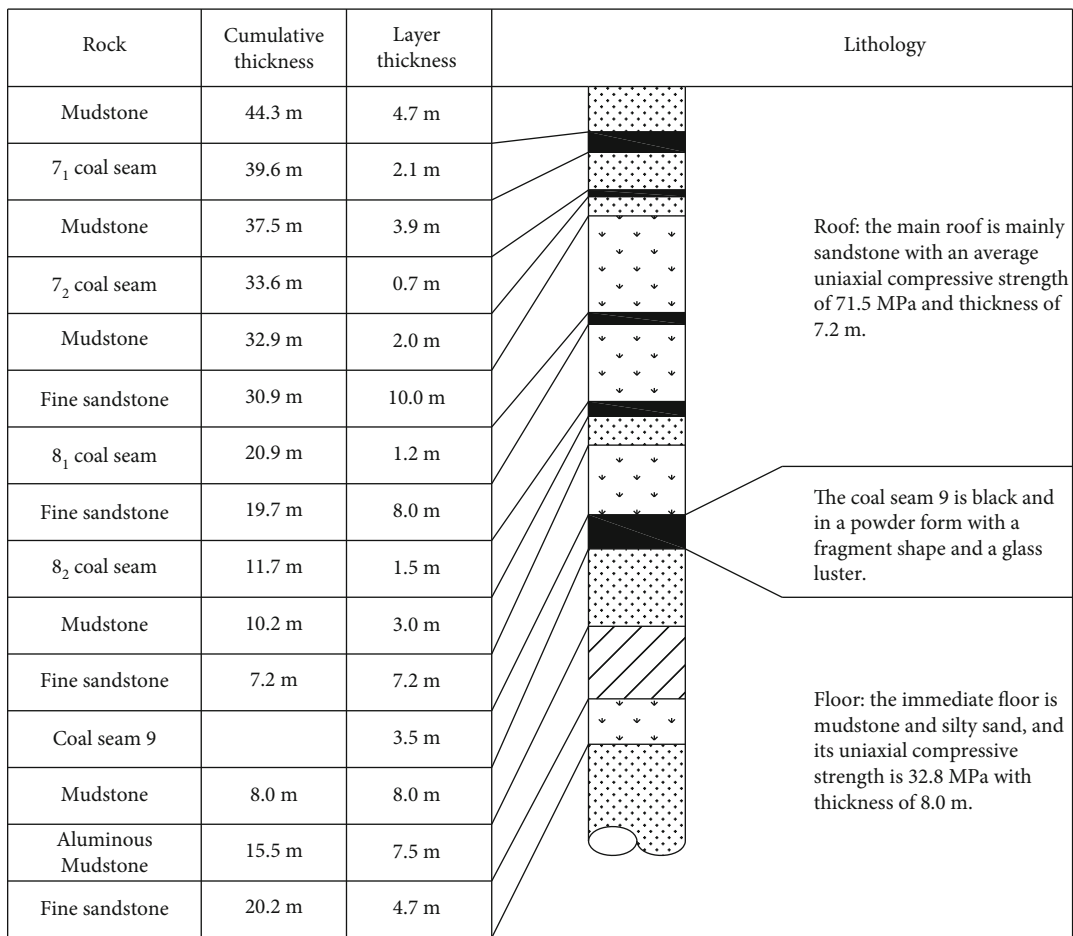 Rock Cumulative thickness Layer thickness Lithology
Mudstone 44.3 m 4.7 m
7₁ coal seam 39.6 m 2.1 m
Mudstone 37.5 m 3.9 m
7₂ coal seam 33.6 m 0.7 m
Mudstone 32.9 m 2.0 m
Fine sandstone 30.9 m 10.0 m
8₁ coal seam 20.9 m 1.2 m
Fine sandstone 19.7 m 8.0 m
8₂ coal seam 11.7 m 1.5 m
Mudstone 10.2 m 3.0 m
Fine sandstone 7.2 m 7.2 m
Coal seam 9 3.5 m
Mudstone 8.0 m 8.0 m
Aluminous Mudstone 15.5 m 7.5 m
Fine sandstone 20.2 m 4.7 m
Roof: the main roof is mainly
sandstone with an average
uniaxial compressive strength
of 71.5 MPa and thickness of
7.2 m.
The coal seam 9 is black and
in a powder form with a
fragment shape and a glass
luster.
Floor: the immediate floor is
mudstone and silty sand, and
its uniaxial compressive
strength is 32.8 MPa with
thickness of 8.0 m.